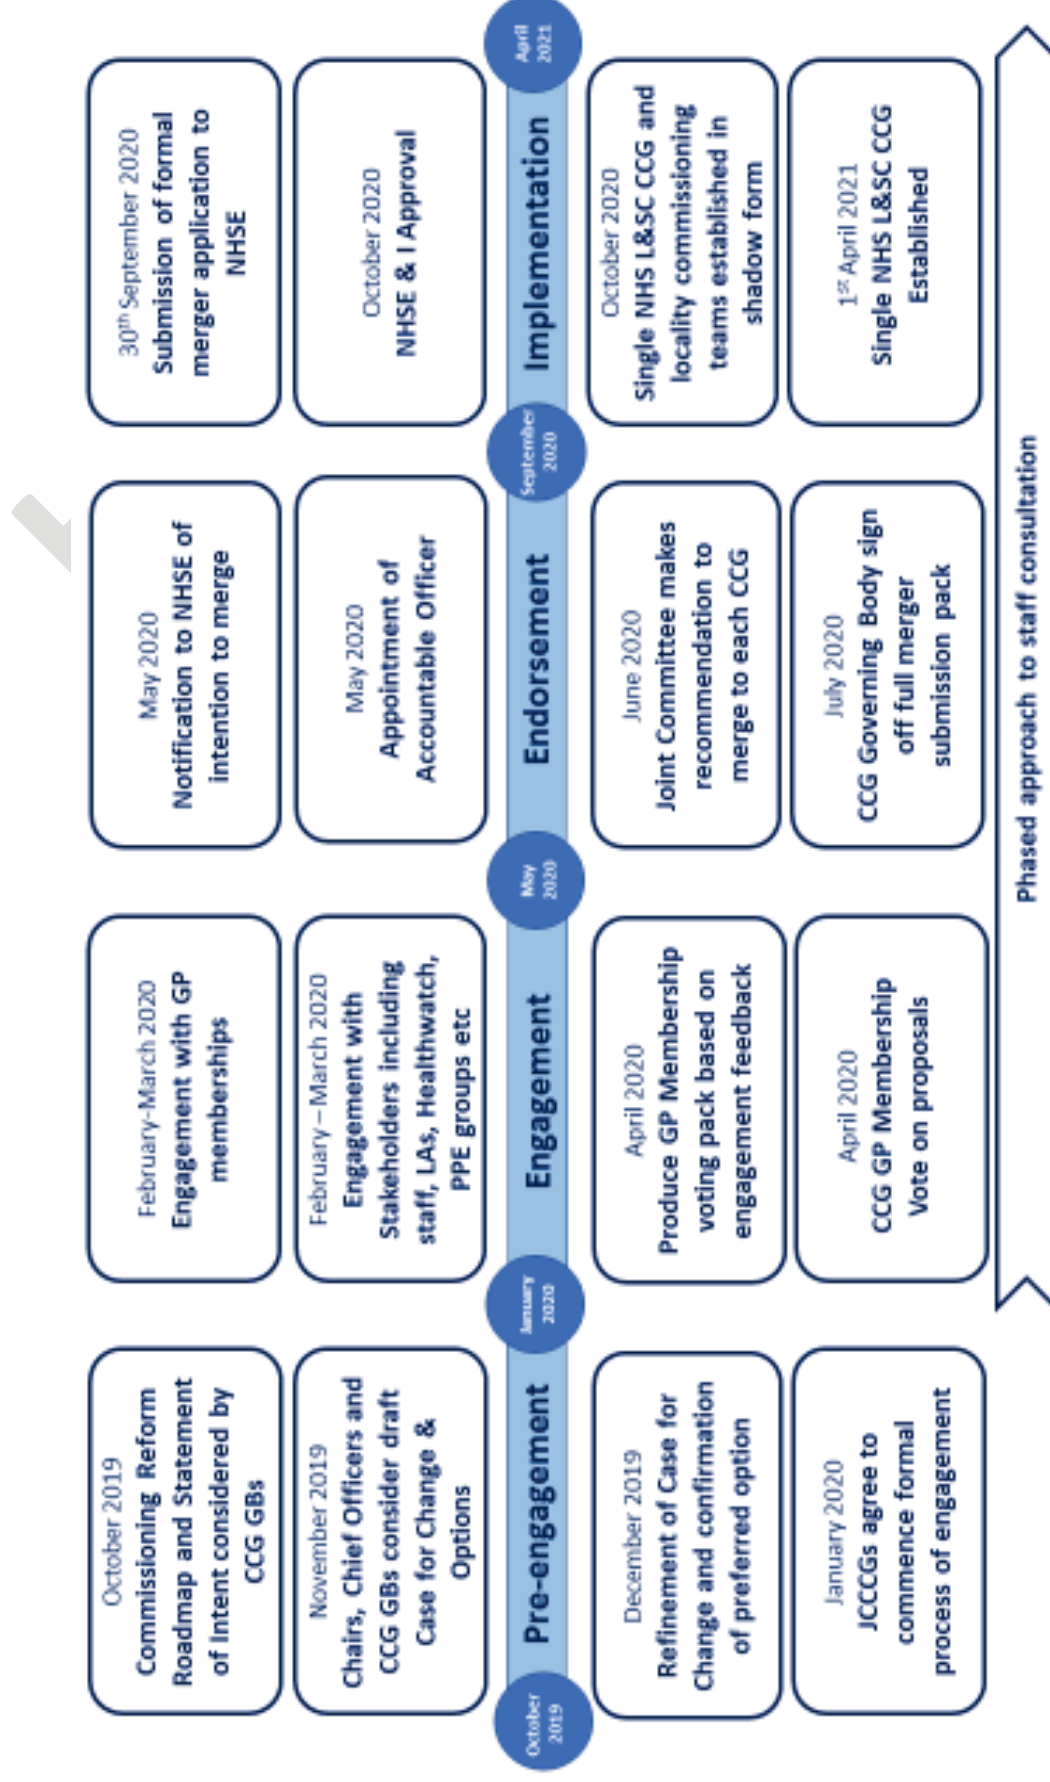 October 2019
Commissioning Reform
Roadmap and Statement
of Intent considered by
CCG GBs
November 2019
Chairs, Chief Officers and
CCG GBs consider draft
Case for Change &
Options
February-March 2020
Engagement with GP
memberships
February – March 2020
Engagement with
Stakeholders including
staff, LAs, Healthwatch,
PPE groups etc
May 2020
Notification to NHSE of
intention to merge
May 2020
Appointment of
Accountable Officer
30th September 2020
Submission of formal
merger application to
NHSE
October 2020
NHSE & I Approval
October
2019
Pre-engagement
January
2020
Engagement
May
2020
Endorsement
September
2020
Implementation
April
2021
December 2019
Refinement of Case for
Change and confirmation
of preferred option
January 2020
JCCCGs agree to
commence formal
process of engagement
April 2020
Produce GP Membership
voting pack based on
engagement feedback
April 2020
CCG GP Membership
Vote on proposals
June 2020
Joint Committee makes
recommendation to
merge to each CCG
July 2020
CCG Governing Body sign
off full merger
submission pack
October 2020
Single NHS L&SC CCG and
locality commissioning
teams established in
shadow form
1st April 2021
Single NHS L&SC CCG
Established
Phased approach to staff consultation